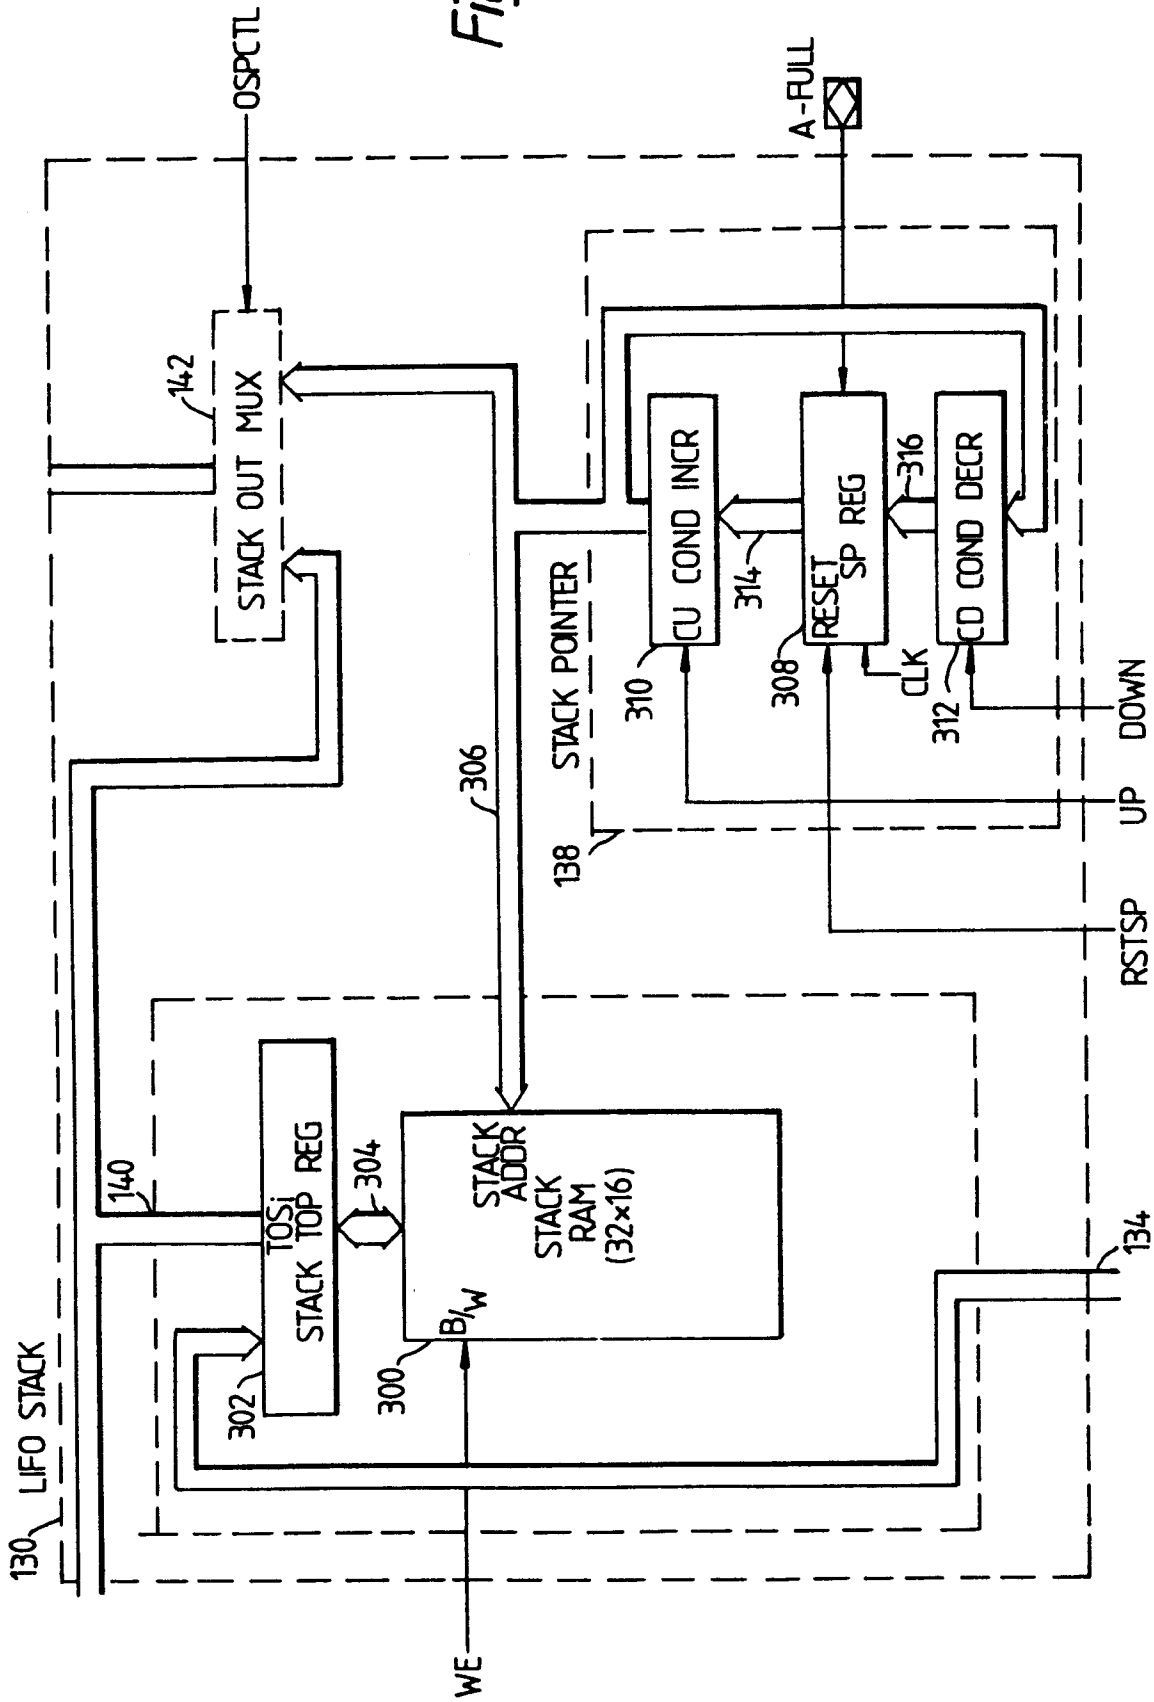 130
LIFO STACK
140
142
OSPCTL
Fig
STACK OUT MUX
302
TOSi
STACK TOP REG
304
306
300
B/W
STACK
ADDR
STACK
RAM
(32x16)
WE
134
STACK POINTER
138
310
CU COND INCR
314
A-FULL
308
RESET
SP REG
316
CLK
312
CD COND DECR
RSTSP
UP
DOWN